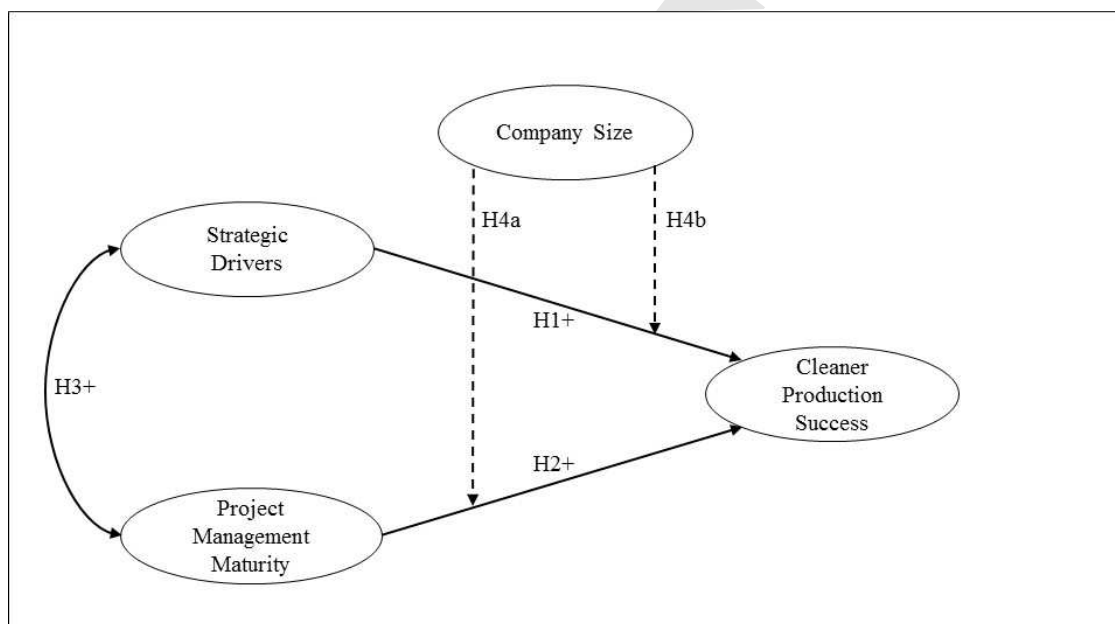 Company Size
H4a
H4b
Strategic
Drivers
H1+
Cleaner
Production
Success
H3+
H2+
Project
Management
Maturity